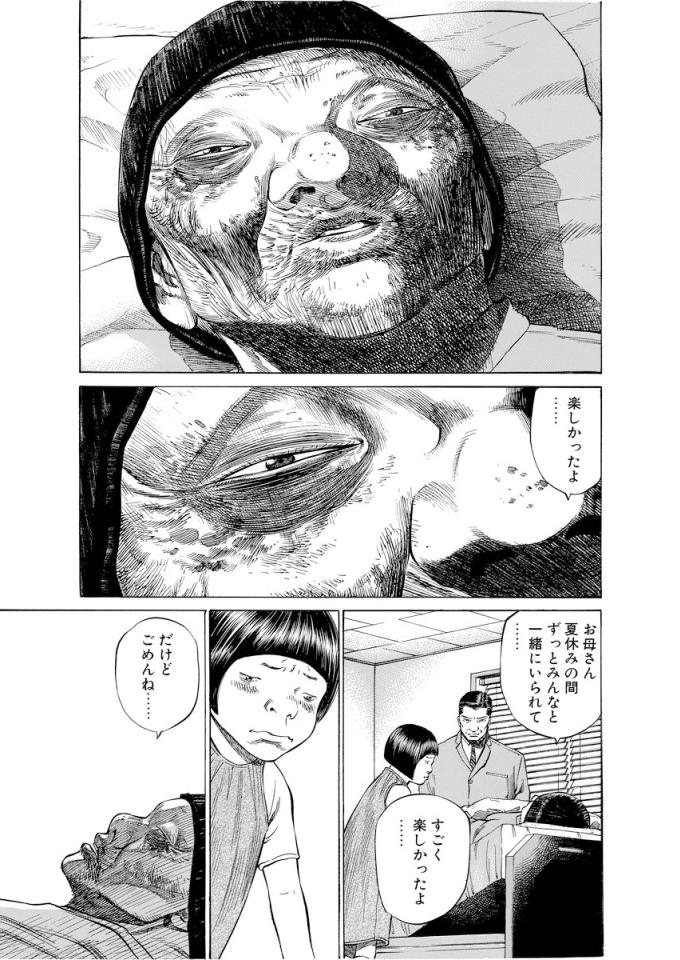 楽しかったよ
……
お母さん
夏休みの間
ずっとみんなと
一緒にいられて
……
すごく
楽しかったよ
……
だけど
ごめんね……